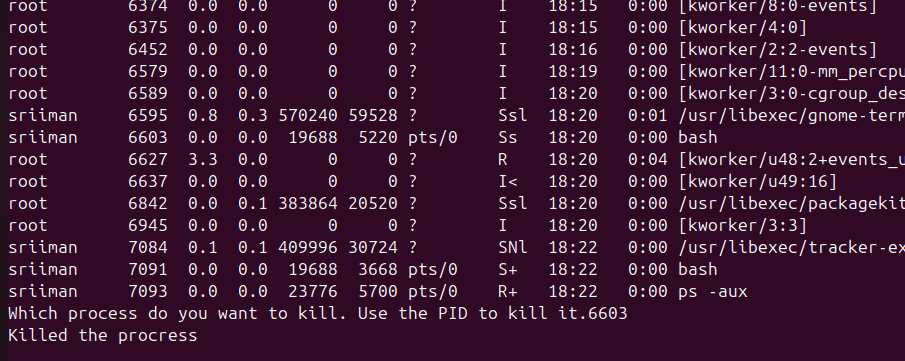 root 6374 0.0 0.0 0 0 ? I 18:15 0:00 [kworker/8:0-events]
root 6375 0.0 0.0 0 0 ? I 18:15 0:00 [kworker/4:0]
root 6452 0.0 0.0 0 0 ? I 18:16 0:00 [kworker/2:2-events]
root 6579 0.0 0.0 0 0 ? I 18:19 0:00 [kworker/11:0-mm_percpu
root 6589 0.0 0.0 0 0 ? I 18:20 0:00 [kworker/3:0-cgroup_des
sriiman 6595 0.8 0.3 570240 59528 ? Ssl 18:20 0:01 /usr/libexec/gnome-term
sriiman 6603 0.0 0.0 19688 5220 pts/0 Ss 18:20 0:00 bash
root 6627 3.3 0.0 0 0 ? R 18:20 0:04 [kworker/u48:2+events_u
root 6637 0.0 0.0 0 0 ? I< 18:20 0:00 [kworker/u49:16]
root 6842 0.0 0.1 383864 20520 ? Ssl 18:20 0:00 /usr/libexec/packagekit
root 6945 0.0 0.0 0 0 ? I 18:22 0:00 [kworker/3:3]
sriiman 7084 0.1 0.1 409996 30724 ? SNl 18:22 0:00 /usr/libexec/tracker-ex
sriiman 7091 0.0 0.0 19688 3668 pts/0 S+ 18:22 0:00 bash
sriiman 7093 0.0 0.0 23776 5700 pts/0 R+ 18:22 0:00 ps -aux
Which process do you want to kill. Use the PID to kill it.6603
Killed the procress